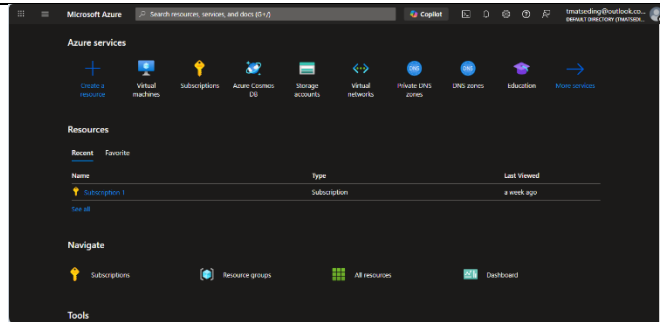 Microsoft Azure
Search resources, services, and docs (G+/)
Copilot
tmatseding@outlook.co...
DEFAULT DIRECTORY (TMATSEDI...
Azure services
Create a resource
Virtual machines
Subscriptions
Azure Cosmos DB
Storage accounts
Virtual networks
Private DNS zones
DNS zones
Education
More services
Resources
Recent Favorite
Name Type Last Viewed
Subscription 1 Subscription a week ago
See all
Navigate
Subscriptions Resource groups All resources Dashboard
Tools